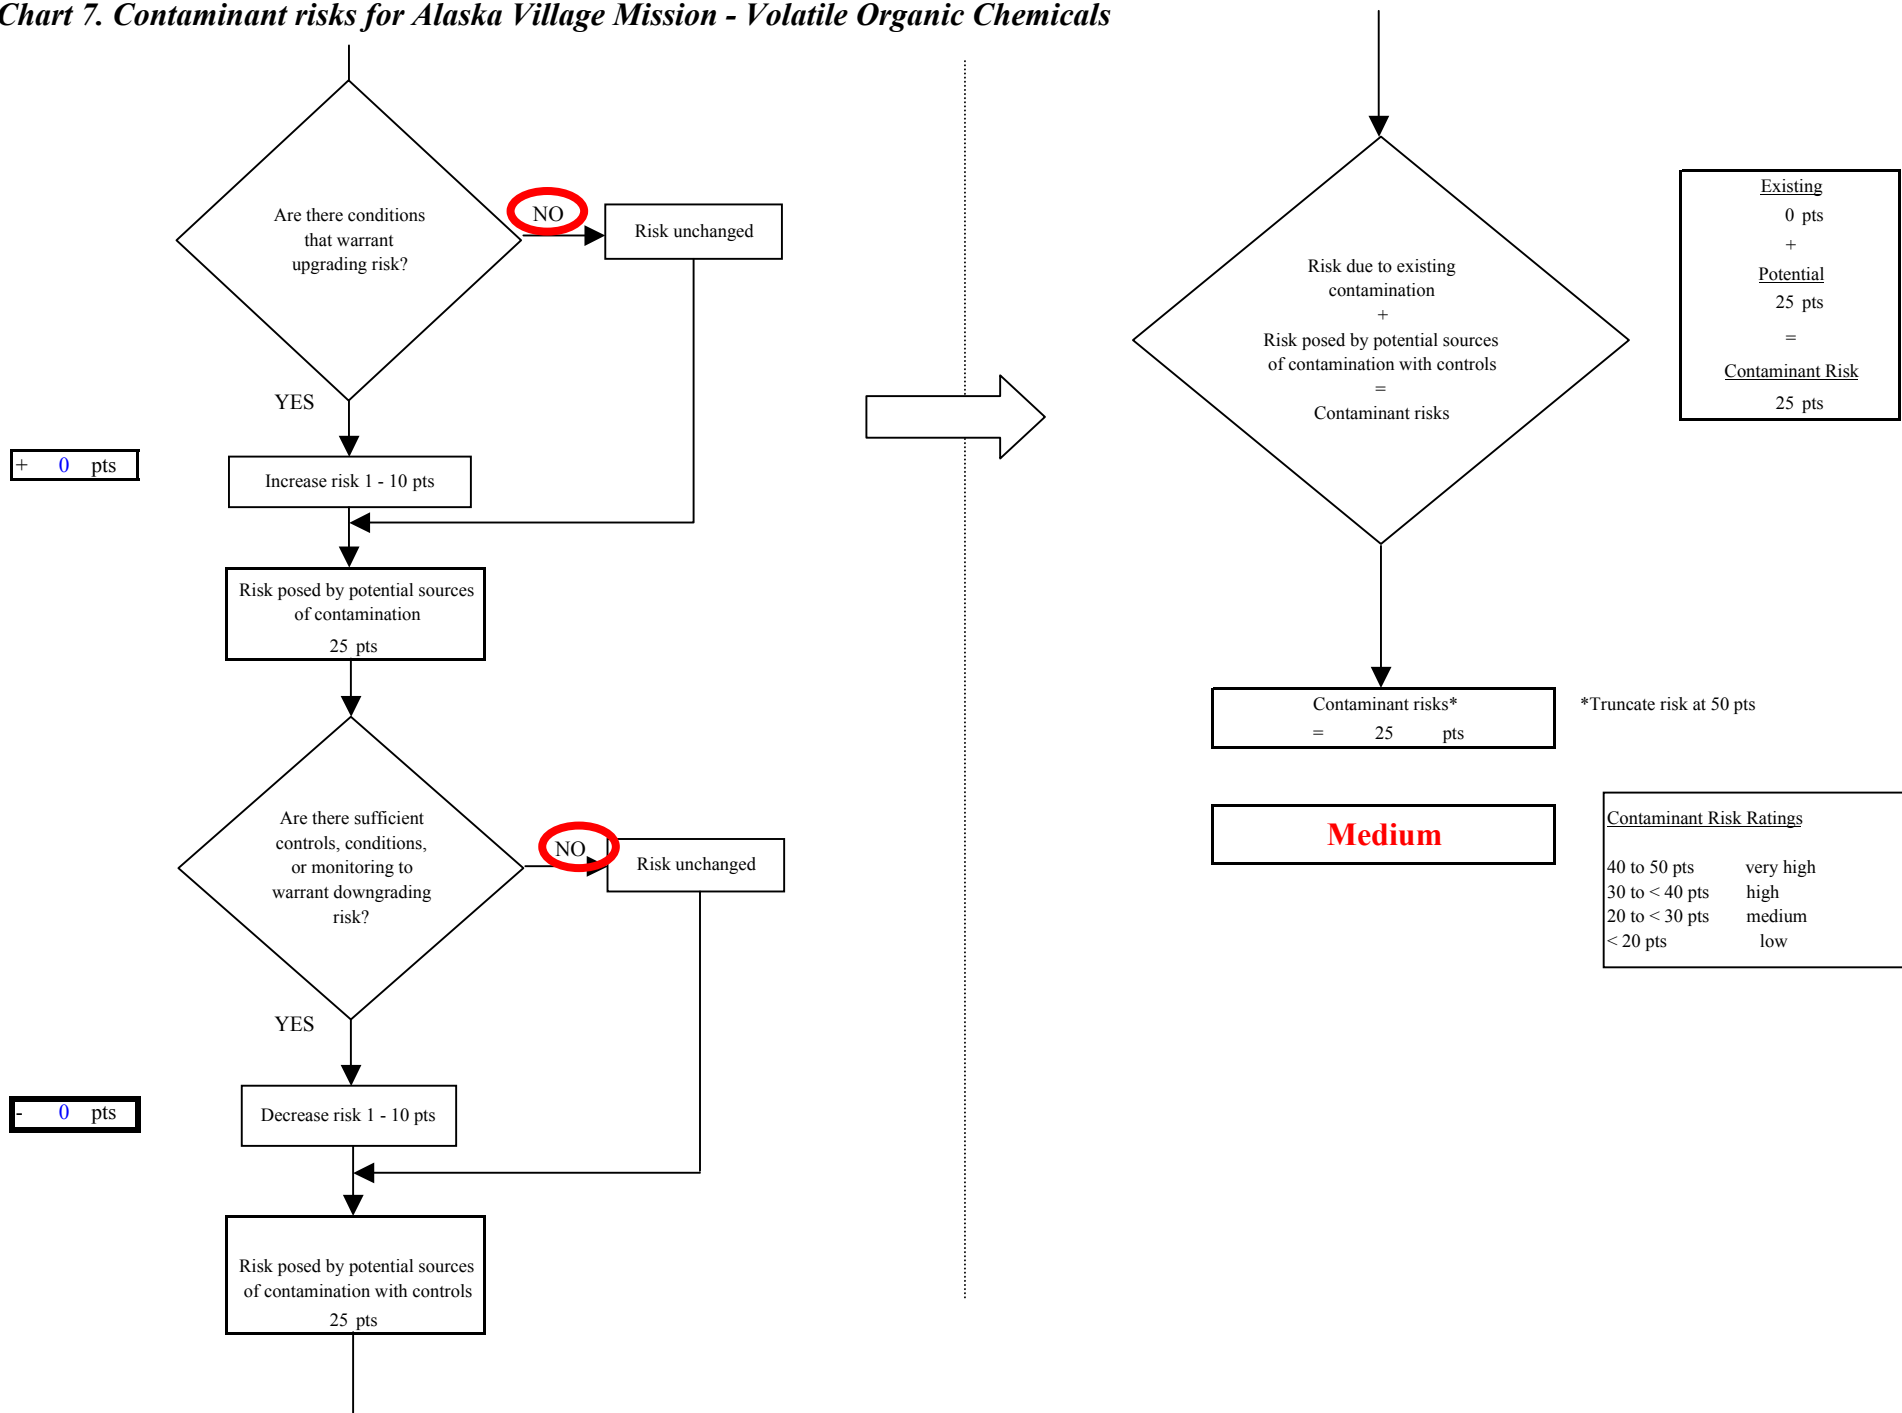 Chart 7. Contaminant risks for Alaska Village Mission - Volatile Organic Chemicals
Are there conditions
that warrant
upgrading risk?
NO
Risk unchanged
YES
+ 0 pts
Increase risk 1 - 10 pts
Risk posed by potential sources
of contamination
25 pts
Are there sufficient
controls, conditions,
or monitoring to
warrant downgrading
risk?
NO
Risk unchanged
YES
- 0 pts
Decrease risk 1 - 10 pts
Risk posed by potential sources
of contamination with controls
25 pts
Risk due to existing
contamination
+
Risk posed by potential sources
of contamination with controls
=
Contaminant risks
Existing
0 pts
+
Potential
25 pts
=
Contaminant Risk
25 pts
Contaminant risks*
= 25 pts
*Truncate risk at 50 pts
Medium
Contaminant Risk Ratings
40 to 50 pts very high
30 to < 40 pts high
20 to < 30 pts medium
< 20 pts low